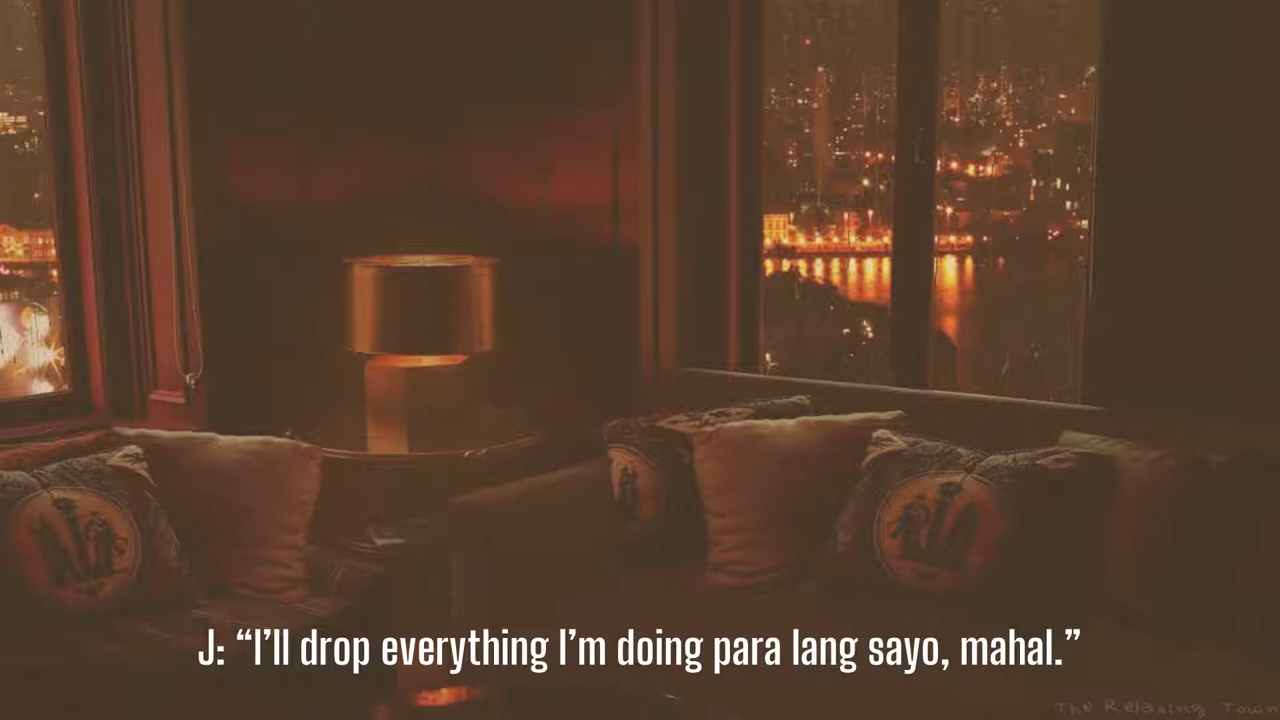 J: “I’ll drop everything I’m doing para lang sayo, mahal.”
The Relaxing Town